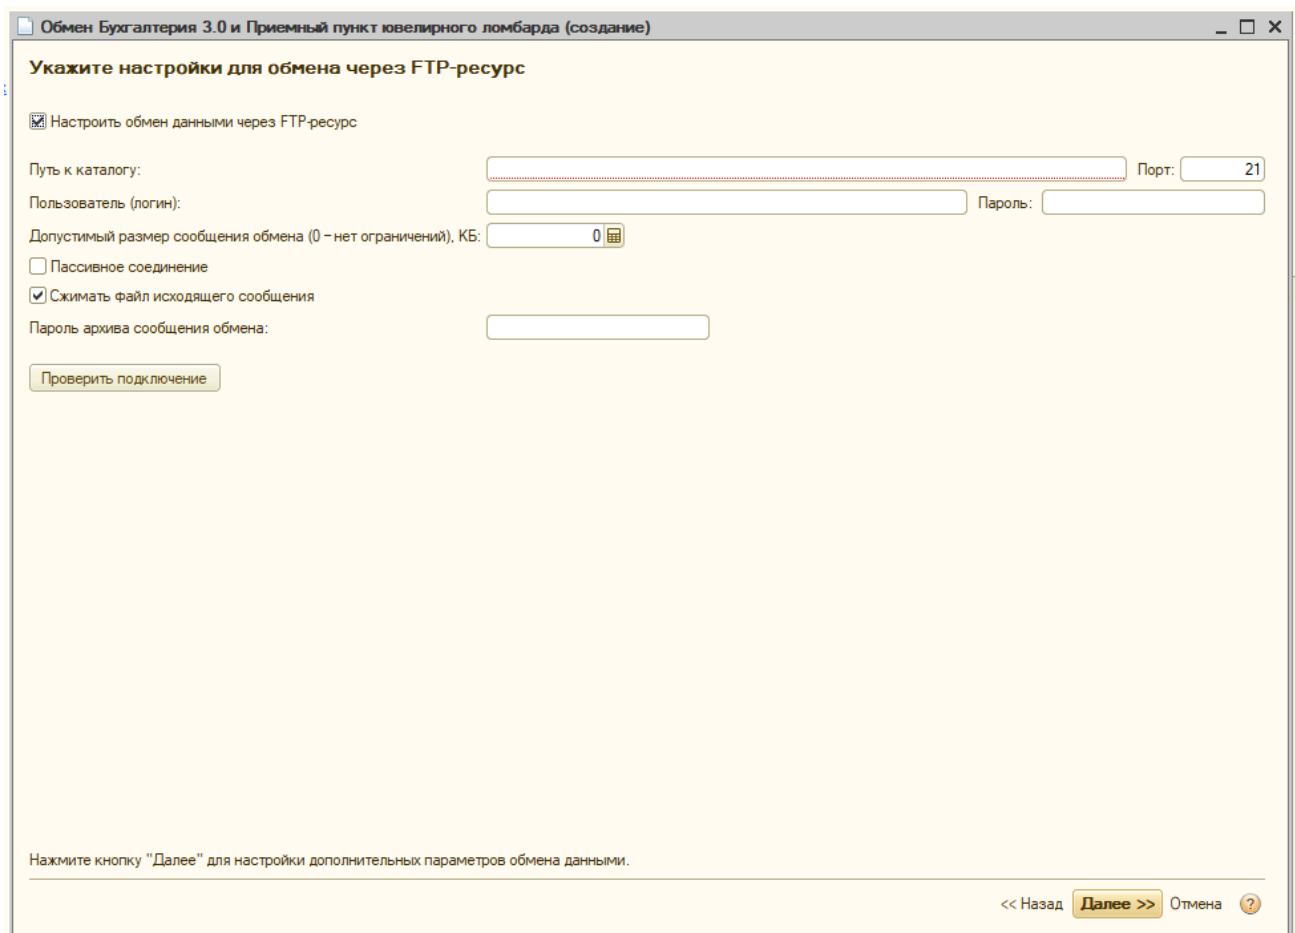 Обмен Бухгалтерия 3.0 и Приемный пункт ювелирного ломбарда (создание)
Укажите настройки для обмена через FTP-ресурс
Настроить обмен данными через FTP-ресурс
Путь к каталогу: Порт: 21
Пользователь (логин): Пароль:
Допустимый размер сообщения обмена (0 – нет ограничений), КБ: 0
Пассивное соединение
Сжимать файл исходящего сообщения
Пароль архива сообщения обмена:
Проверить подключение
Нажмите кнопку "Далее" для настройки дополнительных параметров обмена данными.
<< Назад Далее >> Отмена ?